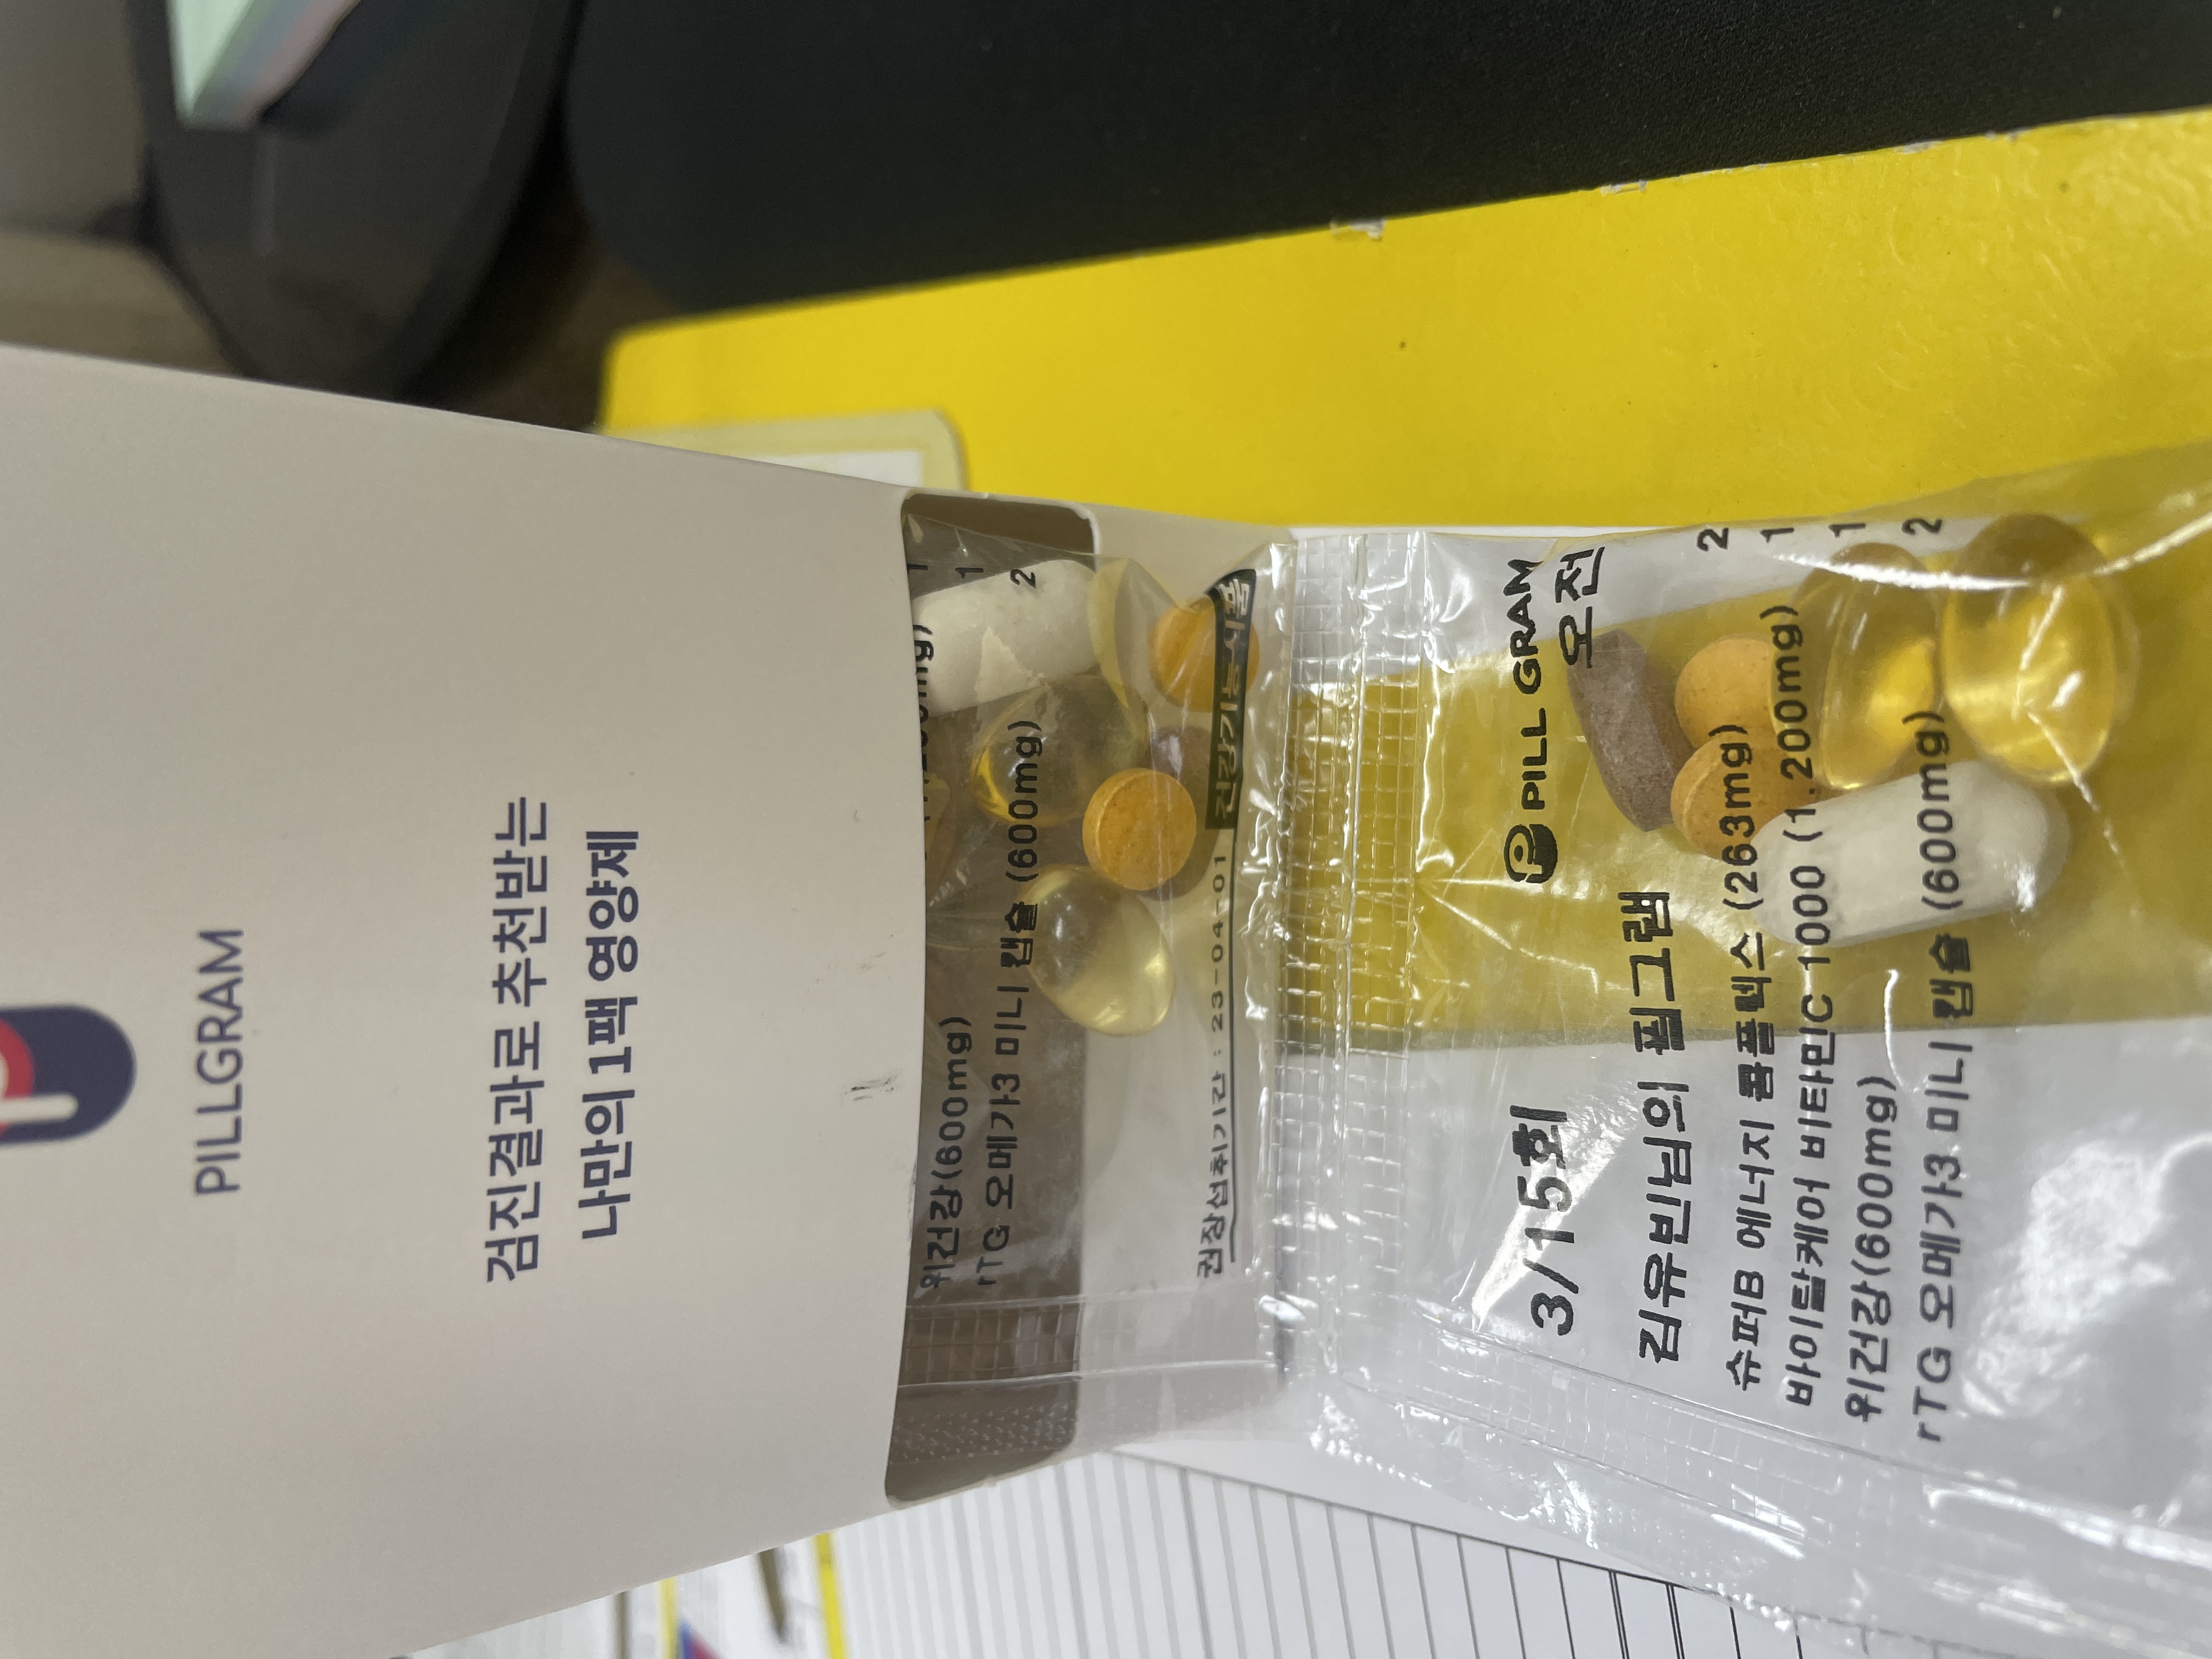 PILLGRAM
검진결과로 추천받는
나만의 1팩 영양제
1
위건강(600mg) 1
rTG 오메가3 미니 캡슐 (600mg) 2
권장섭취기간 : 23-04-01 건강기능식품
3/15회 PILL GRAM
오전
김유빈님의 필그램
슈퍼B 에너지 콤플렉스 (263mg) 2
바이탈케어 비타민C 1000 (1,200mg) 1
위건강(600mg) 1
rTG 오메가3 미니 캡슐 (600mg) 2